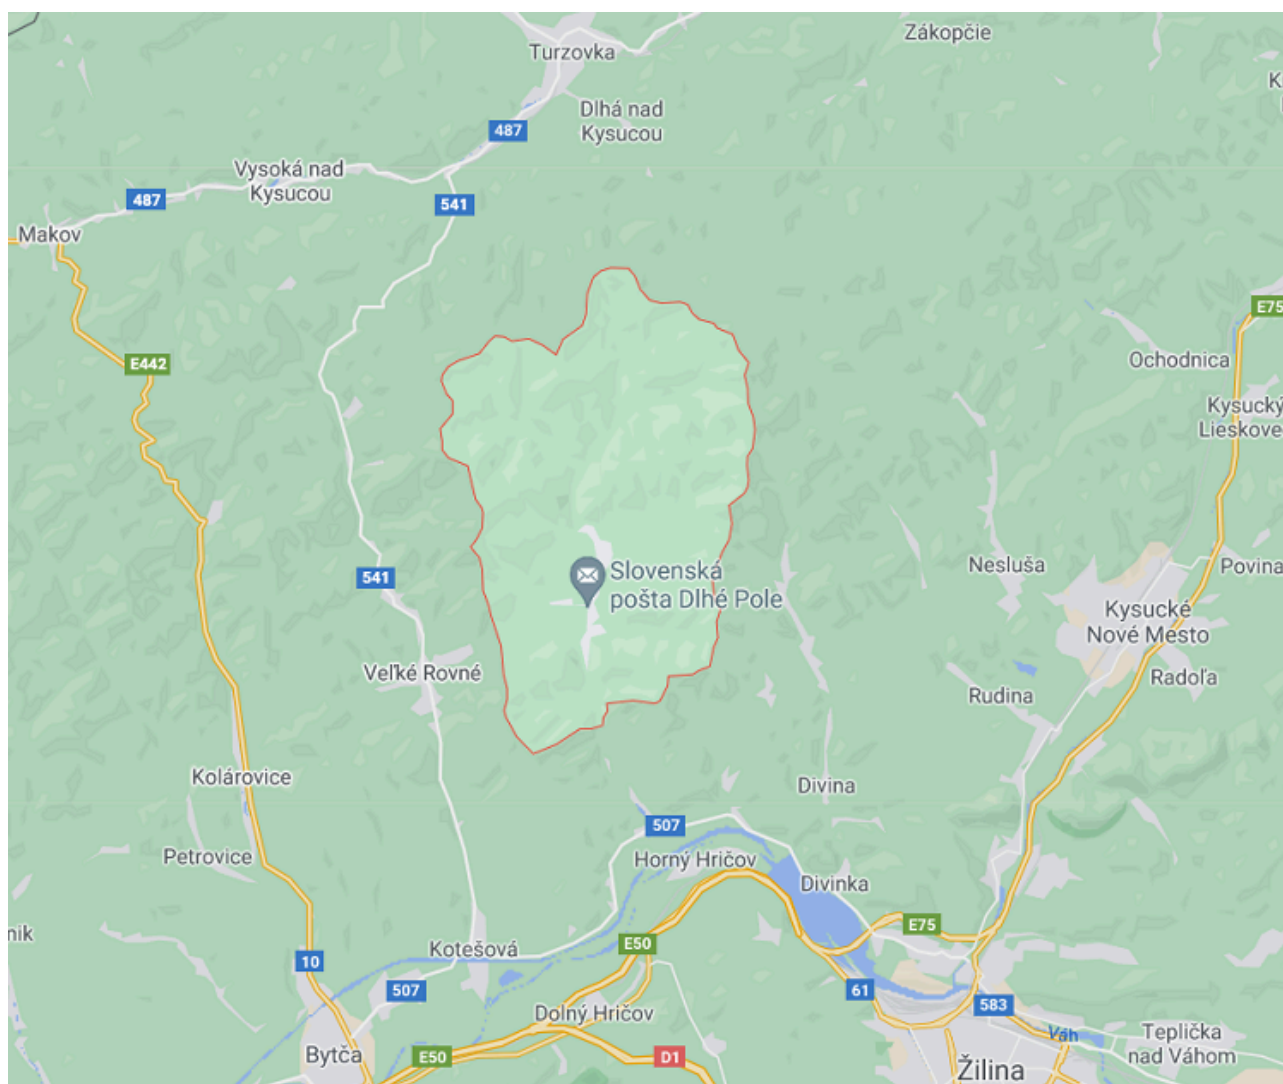 Zákopčie
Turzovka
K
Dlhá nad
Kysucou
487
Vysoká nad
Kysucou
487
541
Makov
E75
Ochodnica
E442
Kysucký
Lieskove
Nesluša
Povina
Slovenská
pošta Dlhé Pole
541
Kysucké
Nové Mesto
Veľké Rovné
Radoľa
Rudina
Kolárovice
Divina
507
Petrovice
Horný Hričov
Divinka
E75
nik
Kotešová
E50
10
507
61
583
Dolný Hričov
Váh
Teplička
nad Váhom
Bytča
E50
D1
Žilina